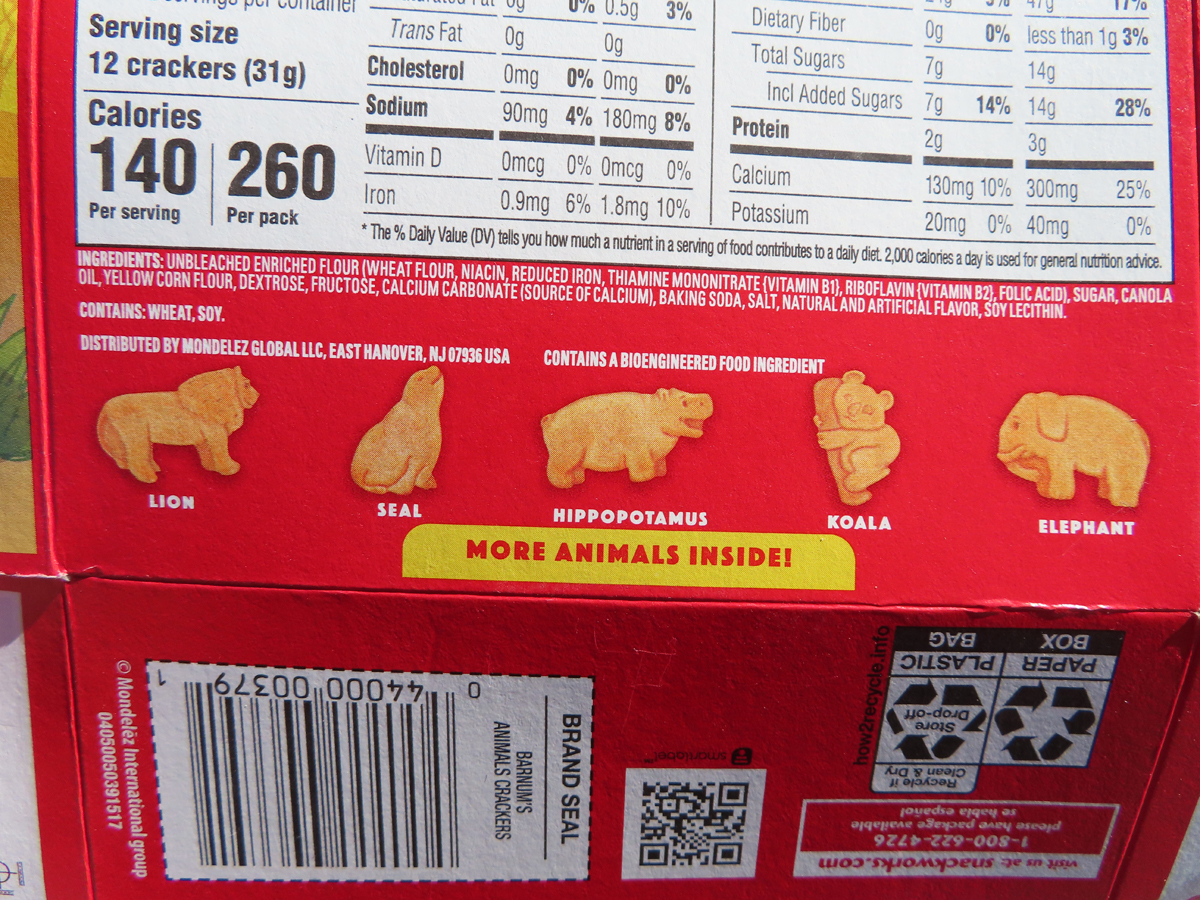 Serving size
12 crackers (31g)
Calories
140 260
Per serving Per pack
0% 0.5g 3%
Trans Fat 0g 0g
Cholesterol 0mg 0% 0mg 0%
Sodium 90mg 4% 180mg 8%
Vitamin D 0mcg 0% 0mcg 0%
Iron 0.9mg 6% 1.8mg 10%
17%
Dietary Fiber 0g 0% less than 1g 3%
Total Sugars 7g 14g
Incl Added Sugars 7g 14% 14g 28%
Protein 2g 3g
Calcium 130mg 10% 300mg 25%
Potassium 20mg 0% 40mg 0%
* The % Daily Value (DV) tells you how much a nutrient in a serving of food contributes to a daily diet. 2,000 calories a day is used for general nutrition advice.
INGREDIENTS: UNBLEACHED ENRICHED FLOUR (WHEAT FLOUR, NIACIN, REDUCED IRON, THIAMINE MONONITRATE {VITAMIN B1}, RIBOFLAVIN {VITAMIN B2}, FOLIC ACID), SUGAR, CANOLA
OIL, YELLOW CORN FLOUR, DEXTROSE, FRUCTOSE, CALCIUM CARBONATE (SOURCE OF CALCIUM), BAKING SODA, SALT, NATURAL AND ARTIFICIAL FLAVOR, SOY LECITHIN.
CONTAINS: WHEAT, SOY.
DISTRIBUTED BY MONDELEZ GLOBAL LLC, EAST HANOVER, NJ 07936 USA CONTAINS A BIOENGINEERED FOOD INGREDIENT
LION SEAL HIPPOPOTAMUS KOALA ELEPHANT
MORE ANIMALS INSIDE!
© Mondelēz International group
040500050391517
0 44000 00379 1
BRAND SEAL
BARNUM'S
ANIMALS CRACKERS
smartlabel™
visit us at: snackworks.com
1-800-622-4726
please have package available
se habla español
Recycle if
Clean & Dry
Store
Drop-off
PAPER PLASTIC
BOX BAG
how2recycle.info